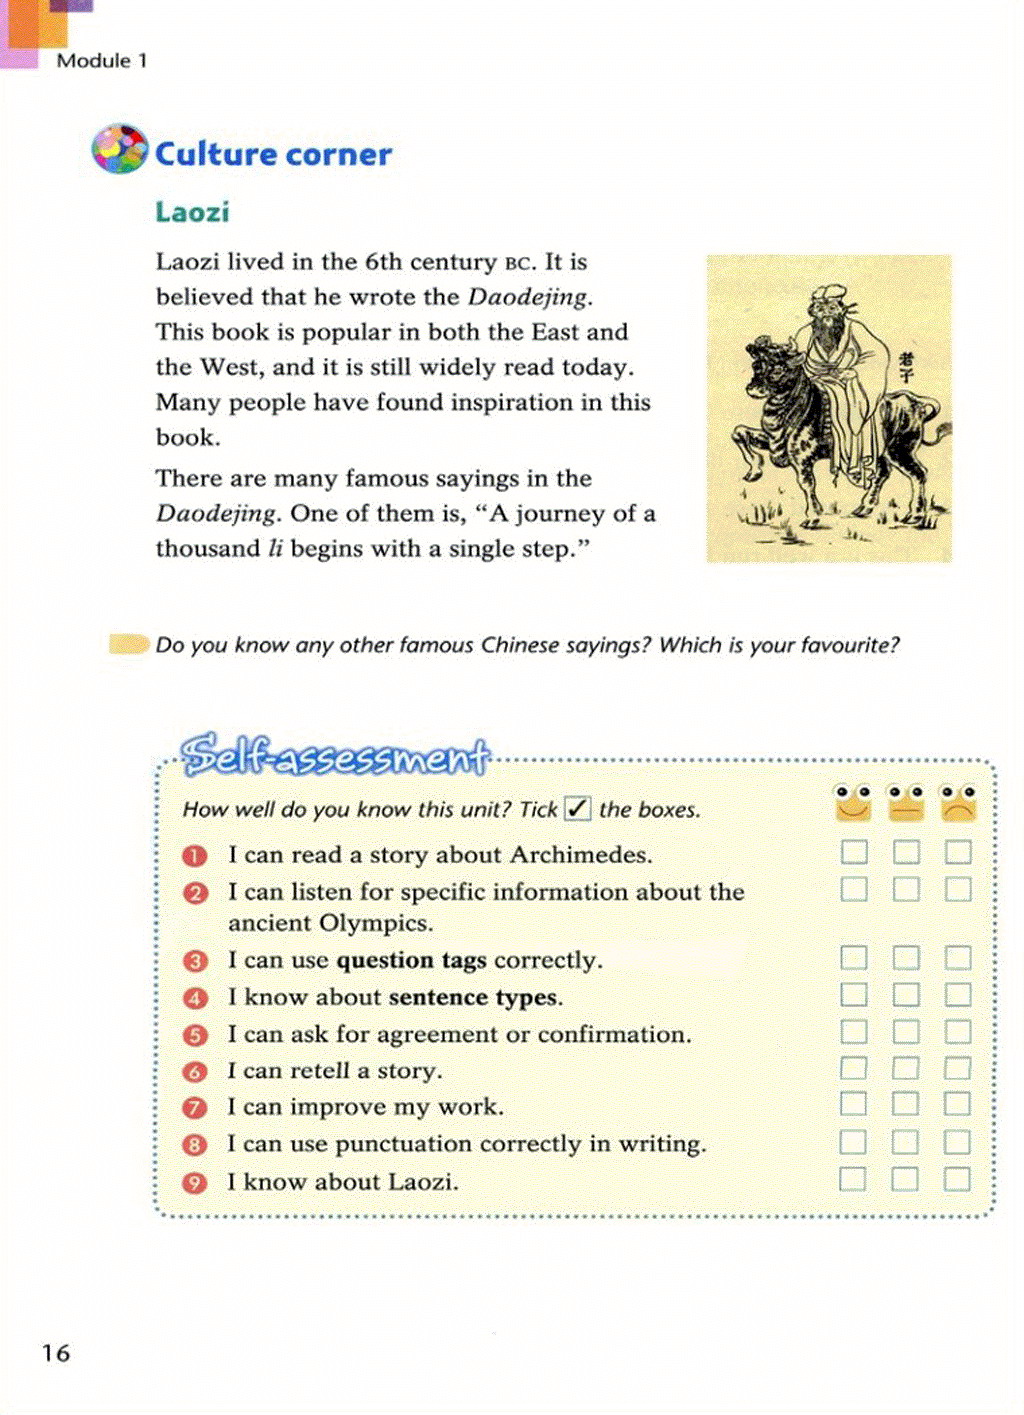 Module 1
Culture corner
Laozi
Laozi lived in the 6th century BC. It is
believed that he wrote the Daodejing.
This book is popular in both the East and
the West, and it is still widely read today.
Many people have found inspiration in this
book.
There are many famous sayings in the
Daodejing. One of them is, “A journey of a
thousand li begins with a single step.”
老子
Do you know any other famous Chinese sayings? Which is your favourite?
Self-assessment
How well do you know this unit? Tick ✓ the boxes.
1 I can read a story about Archimedes.
2 I can listen for specific information about the
ancient Olympics.
3 I can use question tags correctly.
4 I know about sentence types.
5 I can ask for agreement or confirmation.
6 I can retell a story.
7 I can improve my work.
8 I can use punctuation correctly in writing.
9 I know about Laozi.
16